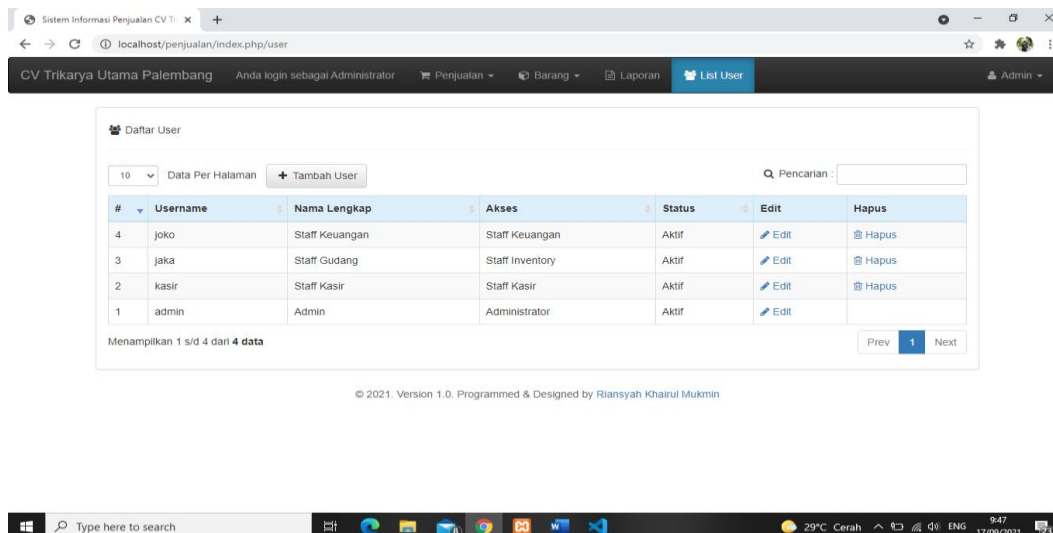 Sistem Informasi Penjualan CV Tr
localhost/penjualan/index.php/user
CV Trikarya Utama Palembang Anda login sebagai Administrator Penjualan Barang Laporan List User Admin
Daftar User
10 Data Per Halaman Tambah User Pencarian :
# Username Nama Lengkap Akses Status Edit Hapus
4 joko Staff Keuangan Staff Keuangan Aktif Edit Hapus
3 jaka Staff Gudang Staff Inventory Aktif Edit Hapus
2 kasir Staff Kasir Staff Kasir Aktif Edit Hapus
1 admin Admin Administrator Aktif Edit
Menampilkan 1 s/d 4 dari 4 data Prev 1 Next
© 2021. Version 1.0. Programmed & Designed by Riansyah Khairul Mukmin
Type here to search 29°C Cerah ENG 9:47
17/09/2021